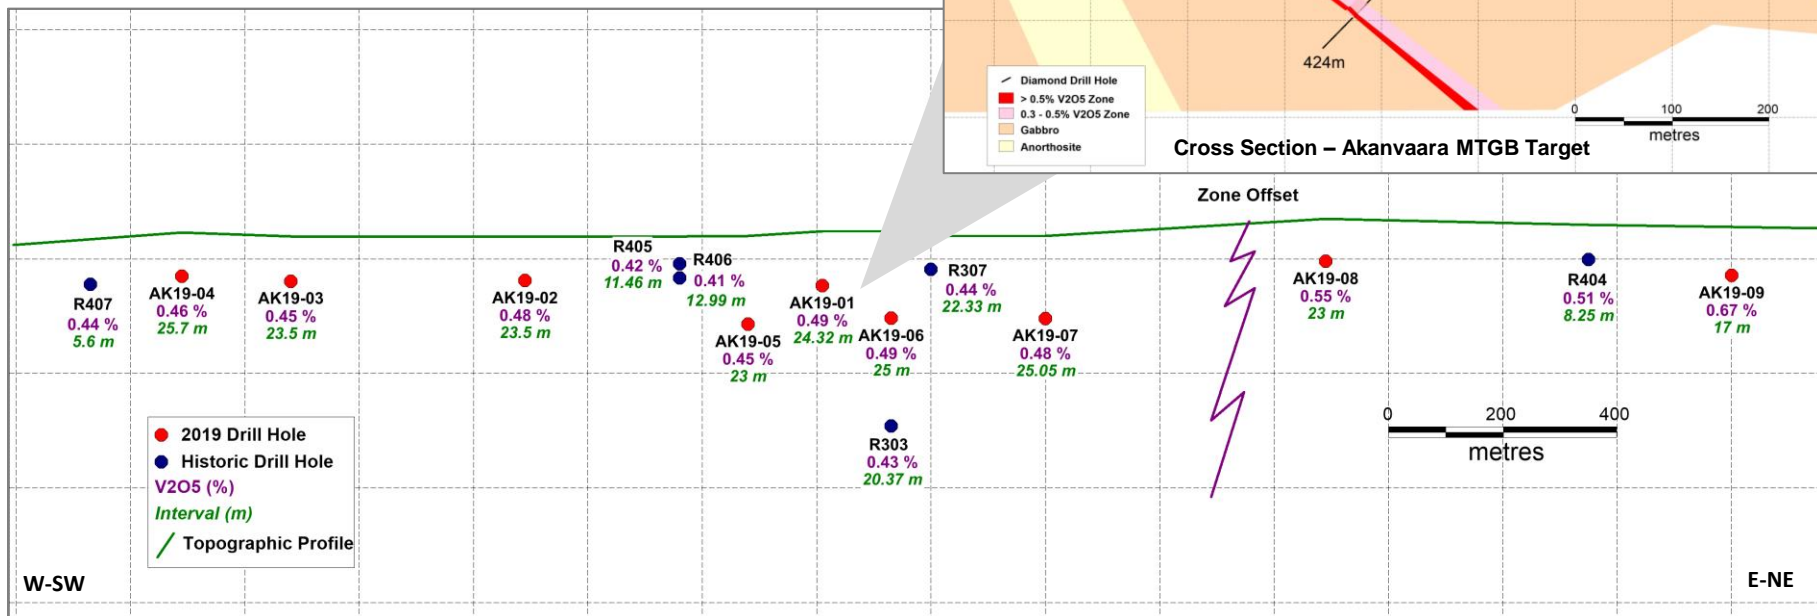 424m
Diamond Drill Hole
> 0.5% V2O5 Zone
0.3 - 0.5% V2O5 Zone
Gabbro
Anorthosite
0 100 200
metres
Cross Section – Akanvaara MTGB Target
Zone Offset
R407
0.44 %
5.6 m
AK19-04
0.46 %
25.7 m
AK19-03
0.45 %
23.5 m
AK19-02
0.48 %
23.5 m
R405
0.42 %
11.46 m
R406
0.41 %
12.99 m
AK19-05
0.45 %
23 m
AK19-01
0.49 %
24.32 m
AK19-06
0.49 %
25 m
R307
0.44 %
22.33 m
AK19-07
0.48 %
25.05 m
R303
0.43 %
20.37 m
AK19-08
0.55 %
23 m
R404
0.51 %
8.25 m
AK19-09
0.67 %
17 m
2019 Drill Hole
Historic Drill Hole
V2O5 (%)
Interval (m)
Topographic Profile
0 200 400
metres
W-SW
E-NE